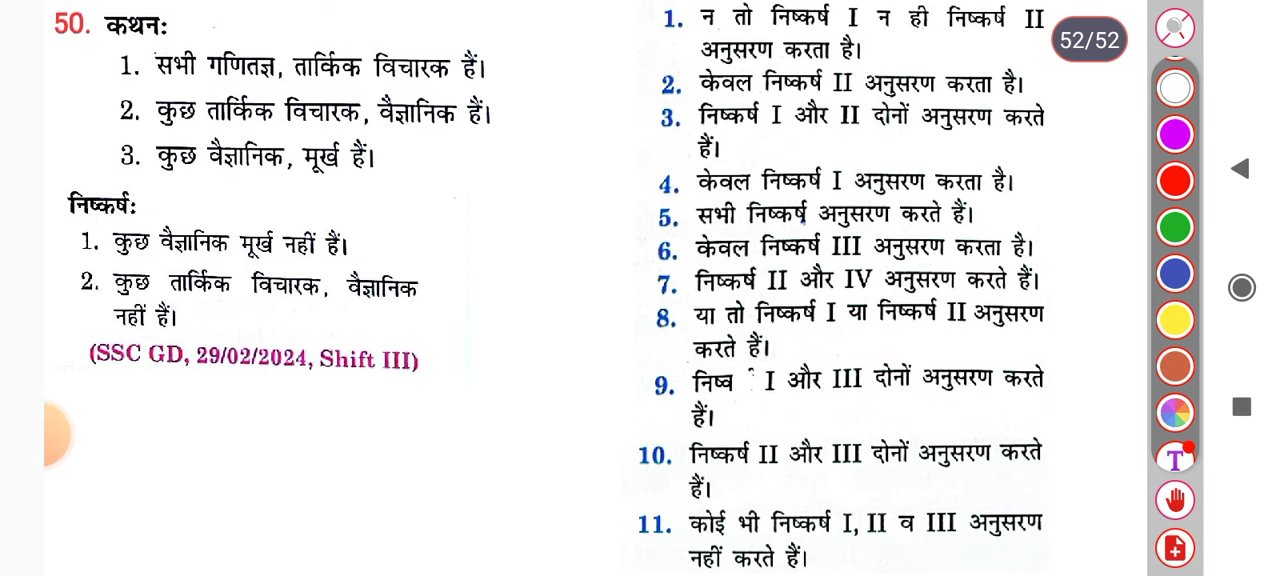 50. कथन:
1. सभी गणितज्ञ, तार्किक विचारक हैं।
2. कुछ तार्किक विचारक, वैज्ञानिक हैं।
3. कुछ वैज्ञानिक, मूर्ख हैं।
निष्कर्ष:
1. कुछ वैज्ञानिक मूर्ख नहीं हैं।
2. कुछ तार्किक विचारक, वैज्ञानिक
नहीं हैं।
(SSC GD, 29/02/2024, Shift III)
1. न तो निष्कर्ष I न ही निष्कर्ष II
अनुसरण करता है।
2. केवल निष्कर्ष II अनुसरण करता है।
3. निष्कर्ष I और II दोनों अनुसरण करते
हैं।
4. केवल निष्कर्ष I अनुसरण करता है।
5. सभी निष्कर्ष अनुसरण करते हैं।
6. केवल निष्कर्ष III अनुसरण करता है।
7. निष्कर्ष II और IV अनुसरण करते हैं।
8. या तो निष्कर्ष I या निष्कर्ष II अनुसरण
करते हैं।
9. I और III दोनों अनुसरण करते
हैं।
10. निष्कर्ष II और III दोनों अनुसरण करते
हैं।
11. कोई भी निष्कर्ष I, II व III अनुसरण
नहीं करते हैं।
52/52
T